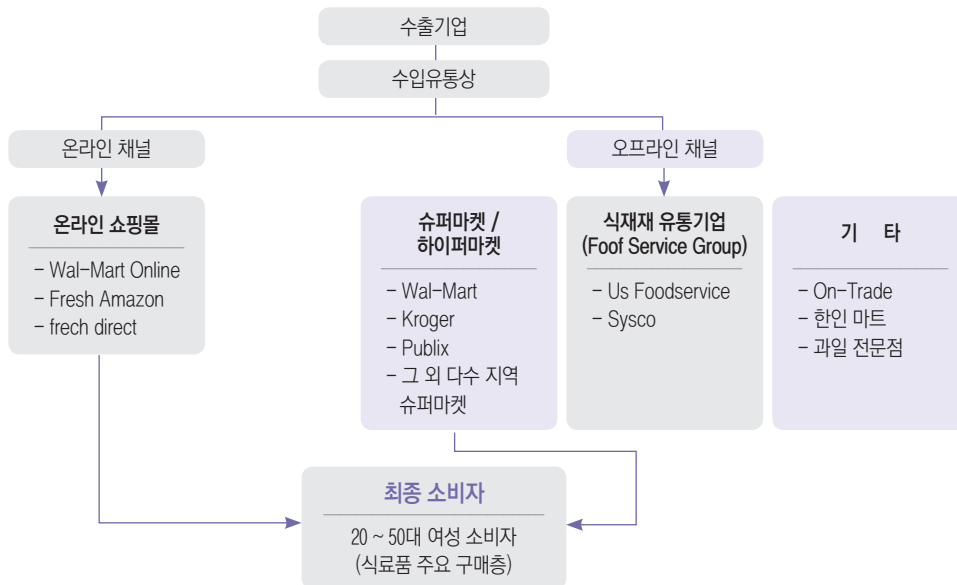 수출기업
수입유통상
온라인 채널
오프라인 채널
온라인 쇼핑몰
- Wal-Mart Online
- Fresh Amazon
- frech direct
슈퍼마켓 /
하이퍼마켓
- Wal-Mart
- Kroger
- Publix
- 그 외 다수 지역
슈퍼마켓
식재재 유통기업
(Foof Service Group)
- Us Foodservice
- Sysco
기 타
- On-Trade
- 한인 마트
- 과일 전문점
최종 소비자
20 ~ 50대 여성 소비자
(식료품 주요 구매층)